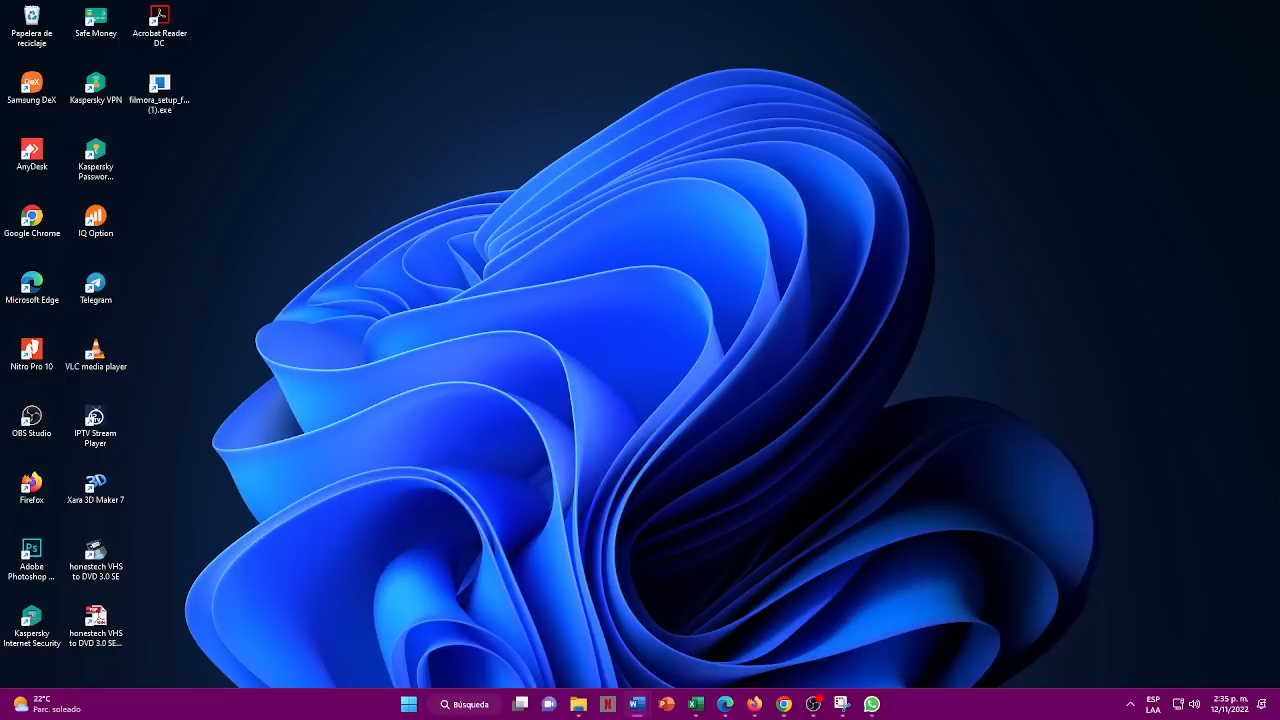 Papelera de
reciclaje
Safe Money
Acrobat Reader
DC
Samsung DeX
Kaspersky VPN
filmora_setup_f...
(1).exe
AnyDesk
Kaspersky
Passwor...
Google Chrome
IQ Option
Microsoft Edge
Telegram
Nitro Pro 10
VLC media player
OBS Studio
IPTV Stream
Player
Firefox
Xara 3D Maker 7
Adobe
Photoshop ...
honestech VHS
to DVD 3.0 SE
Kaspersky
Internet Security
honestech VHS
to DVD 3.0 SE...
22°C
Parc. soleado
Búsqueda
ESP
LAA
2:35 p. m.
12/11/2022